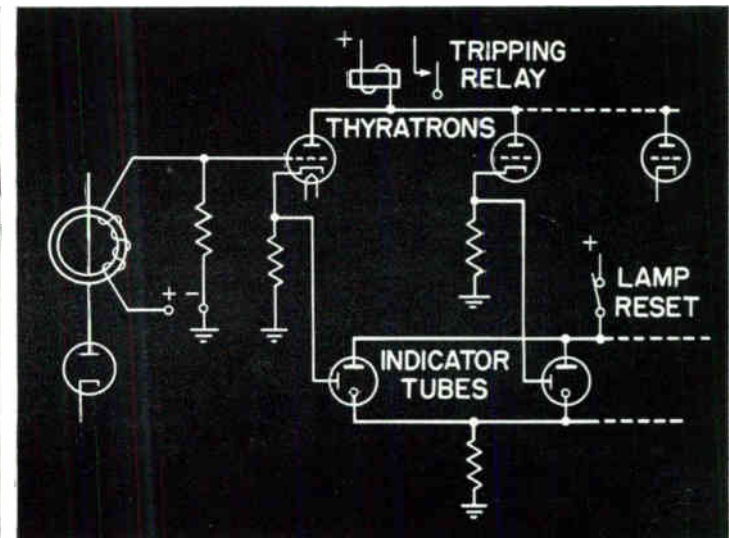 +
TRIPPING
RELAY
THYRATRONS
+
LAMP
RESET
+ -
INDICATOR
TUBES